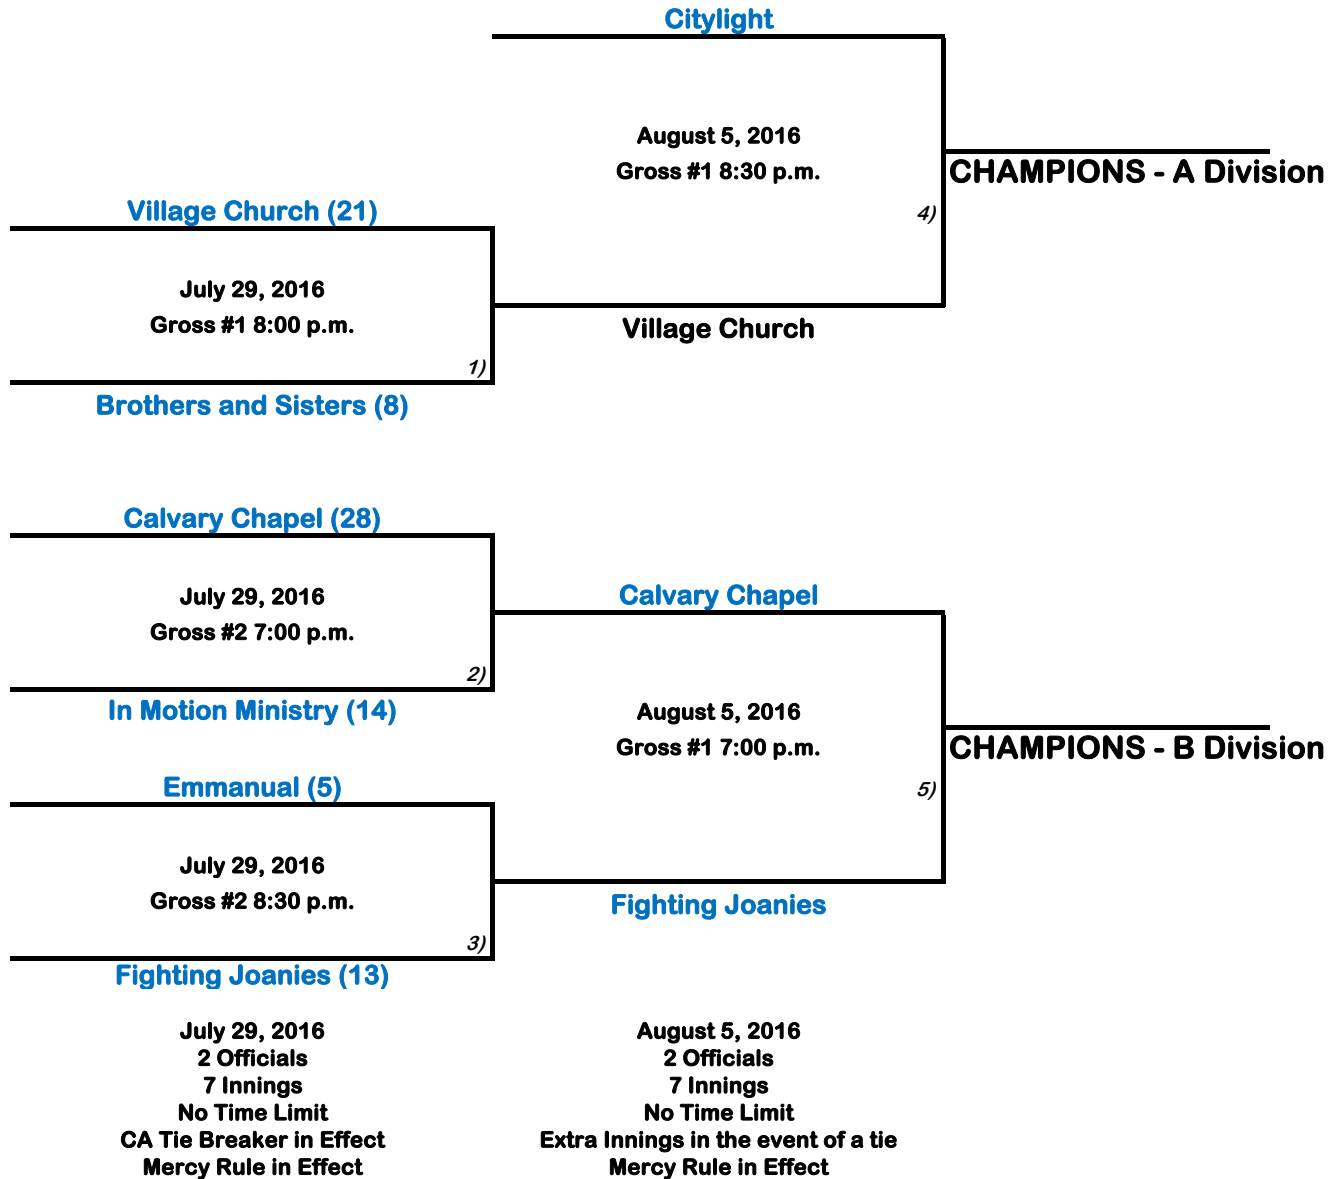 Citylight
August 5, 2016
Gross #1 8:30 p.m.
CHAMPIONS - A Division
4)
Village Church (21)
July 29, 2016
Gross #1 8:00 p.m.
1)
Village Church
Brothers and Sisters (8)
Calvary Chapel (28)
July 29, 2016
Gross #2 7:00 p.m.
2)
In Motion Ministry (14)
Calvary Chapel
August 5, 2016
Gross #1 7:00 p.m.
CHAMPIONS - B Division
5)
Emmanual (5)
July 29, 2016
Gross #2 8:30 p.m.
3)
Fighting Joanies
Fighting Joanies (13)
July 29, 2016
2 Officials
7 Innings
No Time Limit
CA Tie Breaker in Effect
Mercy Rule in Effect
August 5, 2016
2 Officials
7 Innings
No Time Limit
Extra Innings in the event of a tie
Mercy Rule in Effect